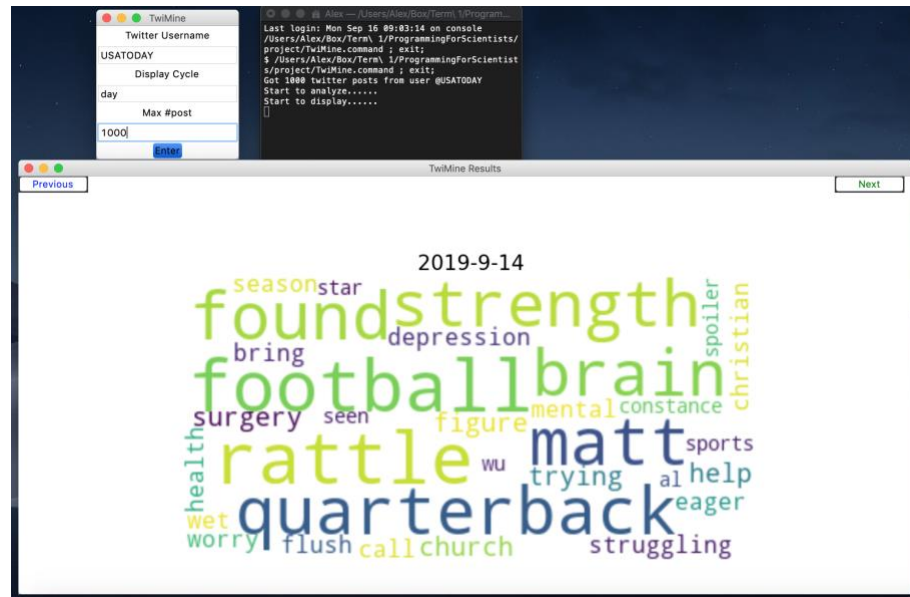 TwiMine
Twitter Username
USATODAY
Display Cycle
day
Max #post
1000
Enter
Alex — /Users/Alex/Box/Term\ 1/Program...
Last login: Mon Sep 16 09:03:14 on console
/Users/Alex/Box/Term\ 1/ProgrammingForScientists/
project/TwiMine.command ; exit;
$ /Users/Alex/Box/Term\ 1/ProgrammingForScientist
s/project/TwiMine.command ; exit;
Got 1000 twitter posts from user @USATODAY
Start to analyze......
Start to display......
TwiMine Results
Previous
Next
2019-9-14
season
star
found
strength
spoiler
christian
depression
bring
football
brain
surgery
seen
figure
mental
constance
health
rattle
wu
matt
sports
trying
al
help
wet
quarterback
eager
worry
flush
call
church
struggling